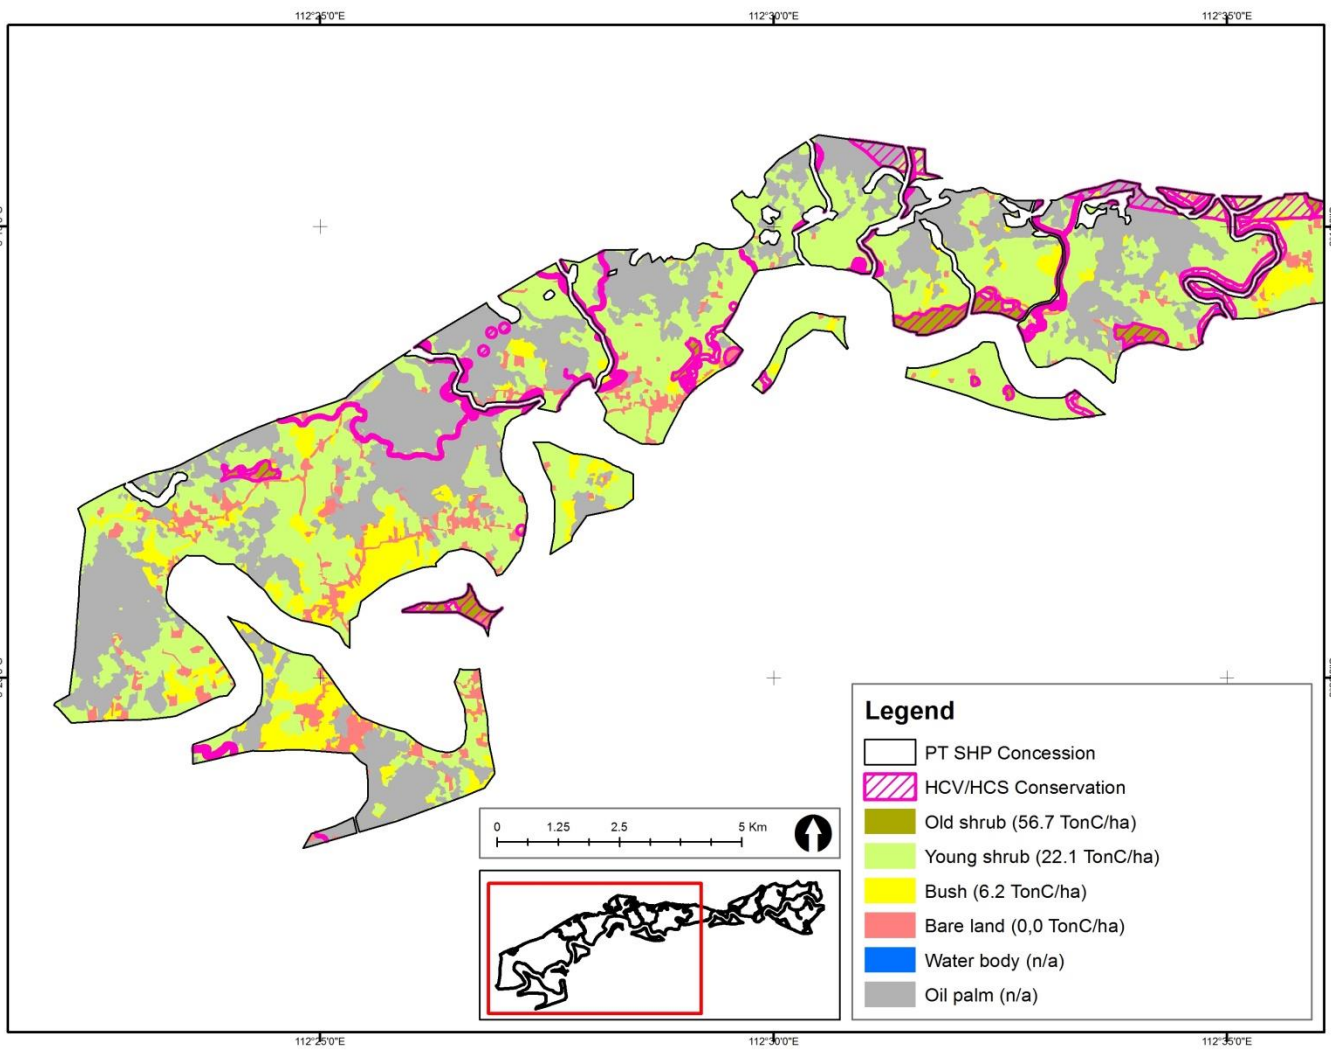 112°25'0"E 112°30'0"E 112°35'0"E
Legend
PT SHP Concession
HCV/HCS Conservation
Old shrub (56.7 TonC/ha)
Young shrub (22.1 TonC/ha)
Bush (6.2 TonC/ha)
Bare land (0,0 TonC/ha)
Water body (n/a)
Oil palm (n/a)
0 1.25 2.5 5 Km
112°25'0"E 112°30'0"E 112°35'0"E